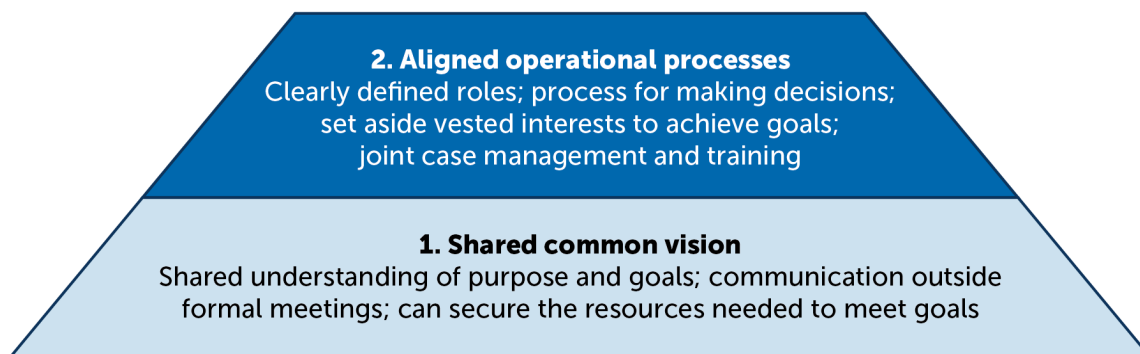 2. Aligned operational processes
Clearly defined roles; process for making decisions;
set aside vested interests to achieve goals;
joint case management and training
1. Shared common vision
Shared understanding of purpose and goals; communication outside
formal meetings; can secure the resources needed to meet goals